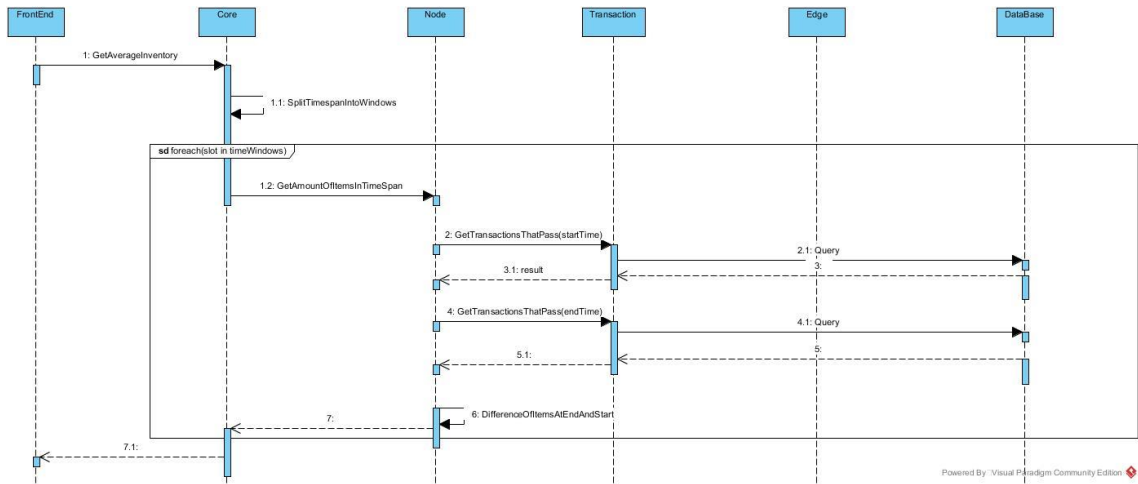 FrontEnd
Core
Node
Transaction
Edge
DataBase
1: GetAverageInventory
1.1: SplitTimespanIntoWindows
sd foreach(slot in timeWindows)
1.2: GetAmountOfItemsInTimeSpan
2: GetTransactionsThatPass(startTime)
2.1: Query
3:
3.1: result
4: GetTransactionsThatPass(endTime)
4.1: Query
5:
5.1:
6: DifferenceOfItemsAtEndAndStart
7:
7.1:
Powered By Visual Paradigm Community Edition